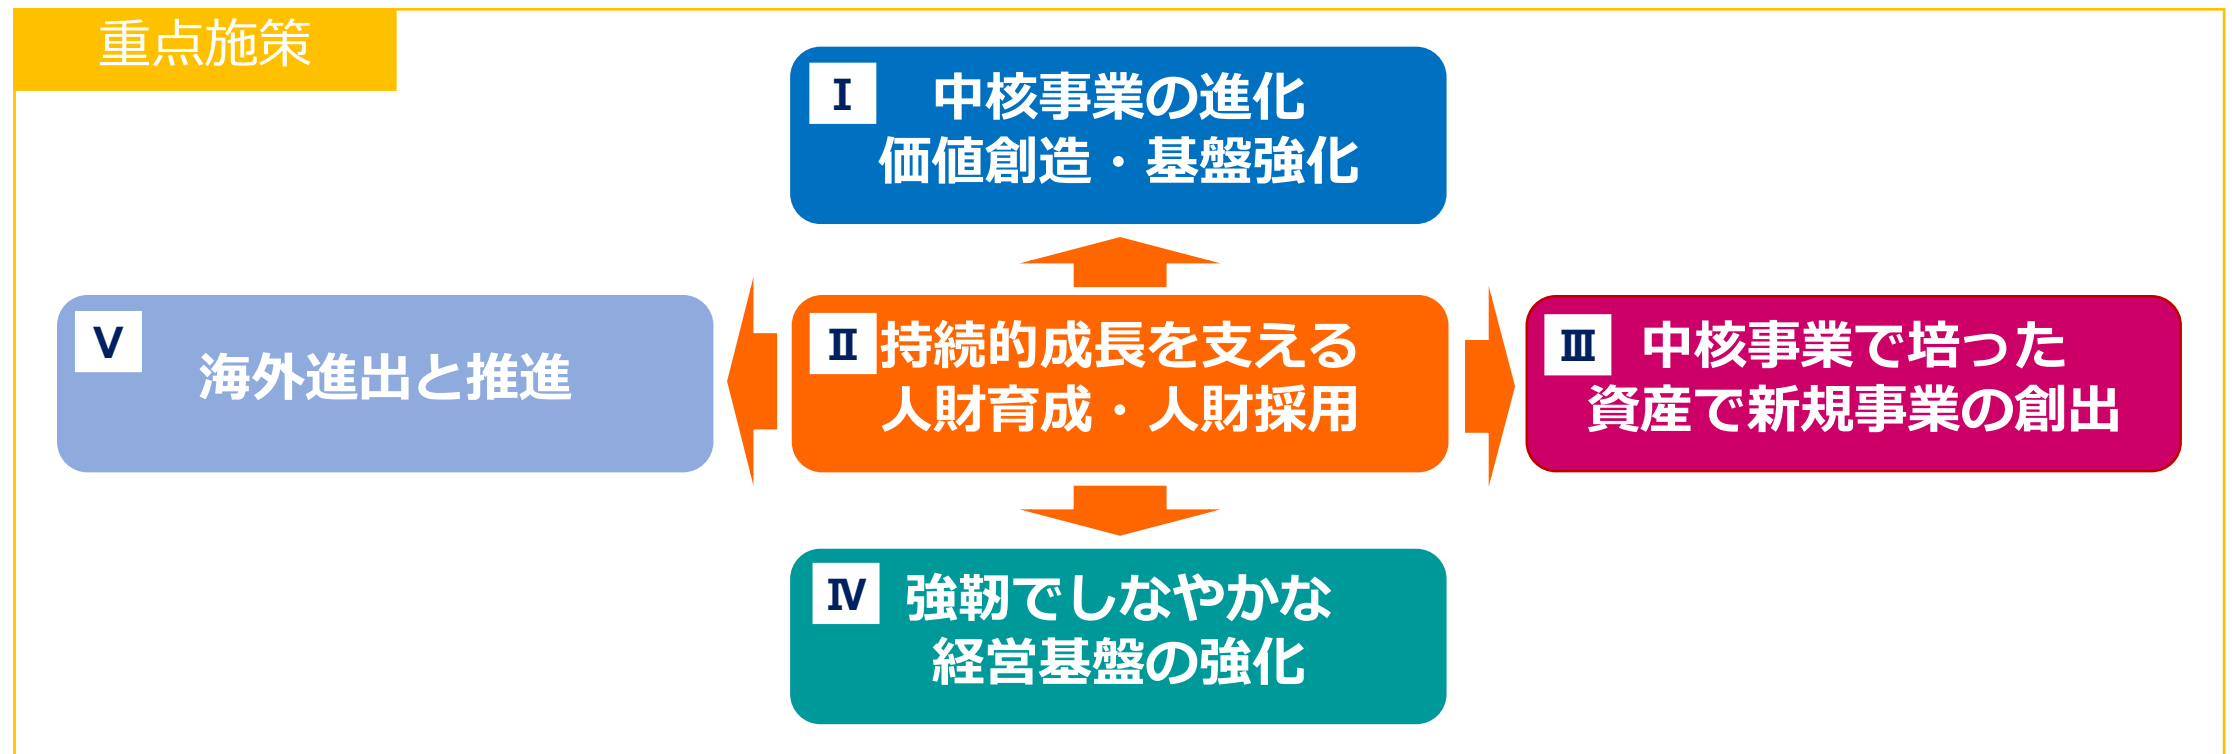 重点施策
Ⅰ
中核事業の進化
価値創造・基盤強化
Ⅴ
海外進出と推進
Ⅱ
持続的成長を支える
人財育成・人財採用
Ⅲ
中核事業で培った
資産で新規事業の創出
Ⅳ
強靭でしなやかな
経営基盤の強化